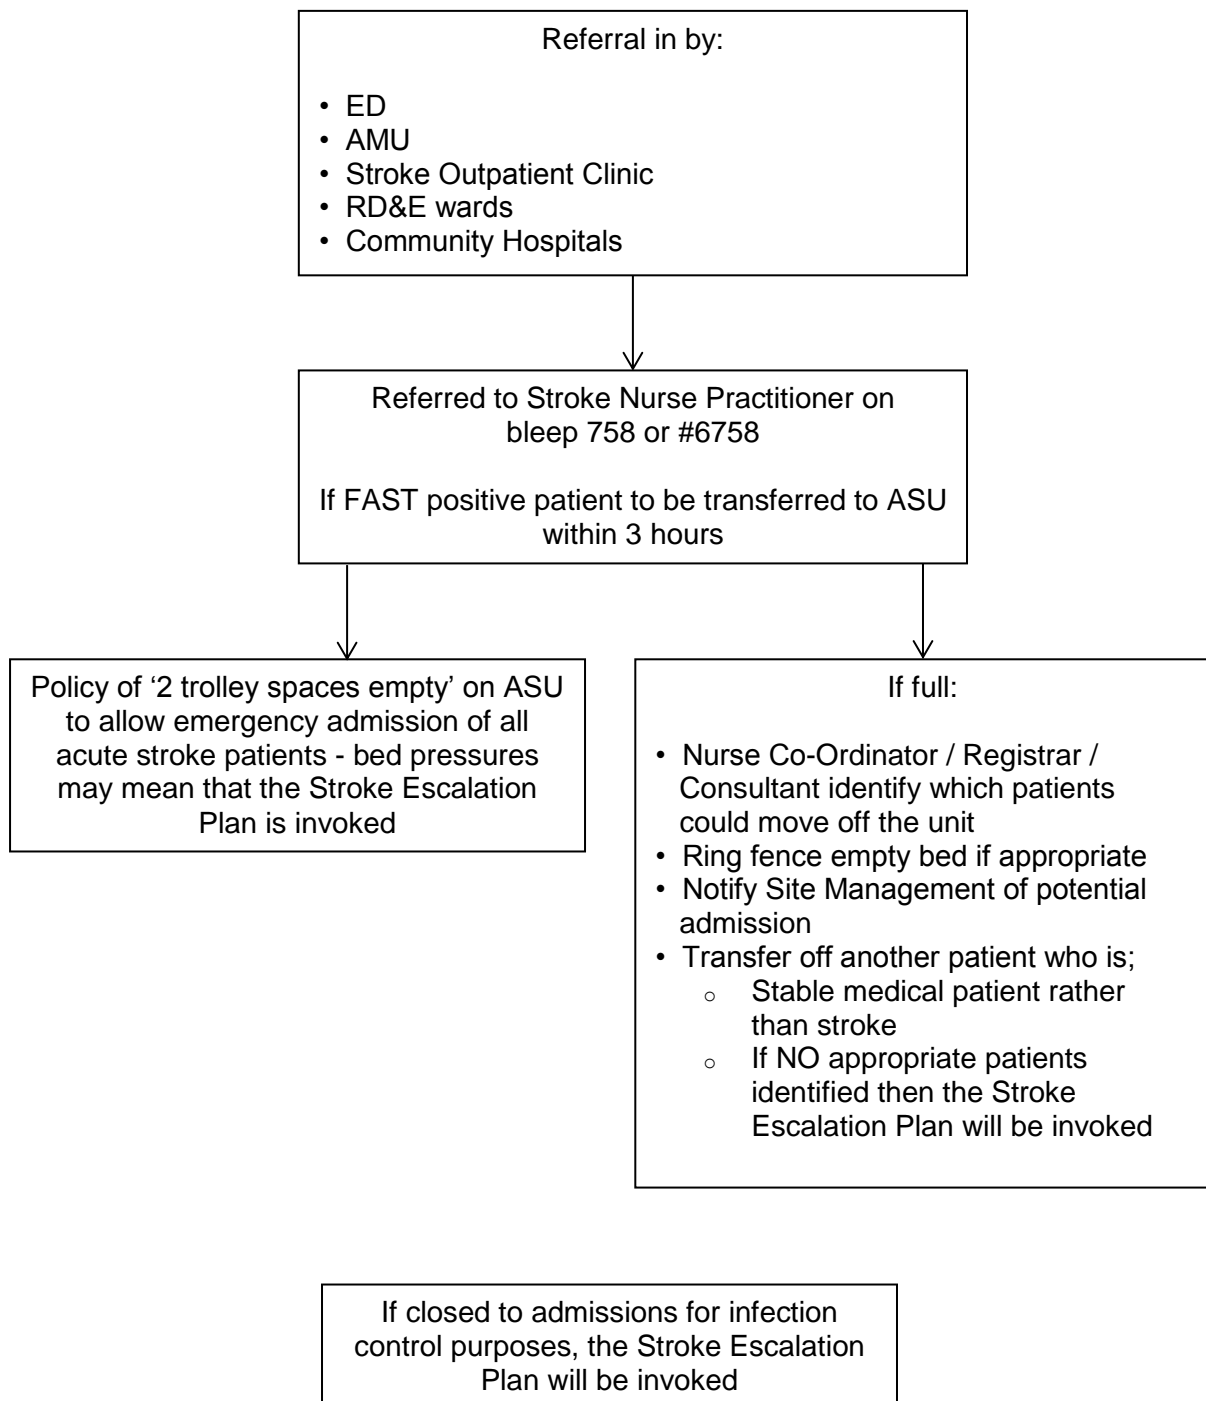 Referral in by:
• ED
• AMU
• Stroke Outpatient Clinic
• RD&E wards
• Community Hospitals
Referred to Stroke Nurse Practitioner on
bleep 758 or #6758
If FAST positive patient to be transferred to ASU
within 3 hours
Policy of ‘2 trolley spaces empty’ on ASU
to allow emergency admission of all
acute stroke patients - bed pressures
may mean that the Stroke Escalation
Plan is invoked
If full:
• Nurse Co-Ordinator / Registrar /
Consultant identify which patients
could move off the unit
• Ring fence empty bed if appropriate
• Notify Site Management of potential
admission
• Transfer off another patient who is;
o Stable medical patient rather
than stroke
o If NO appropriate patients
identified then the Stroke
Escalation Plan will be invoked
If closed to admissions for infection
control purposes, the Stroke Escalation
Plan will be invoked